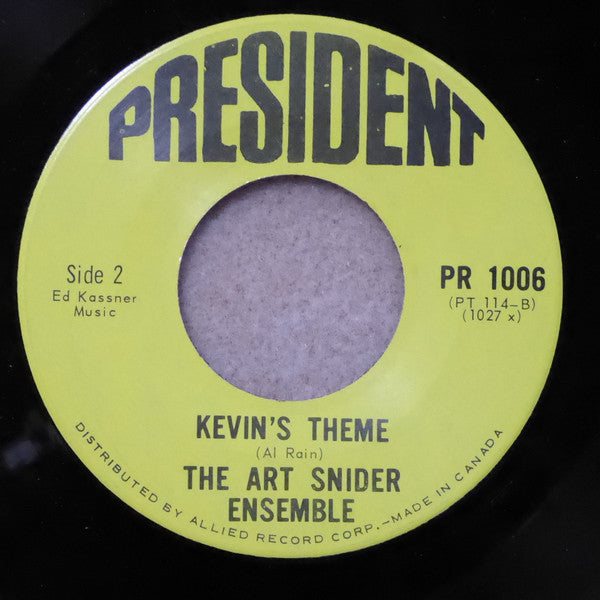 PRESIDENT
Side 2
Ed Kassner
Music
PR 1006
(PT 114-B)
(1027 x)
KEVIN'S THEME
(Al Rain)
THE ART SNIDER
ENSEMBLE
DISTRIBUTED BY ALLIED RECORD CORP.-MADE IN CANADA